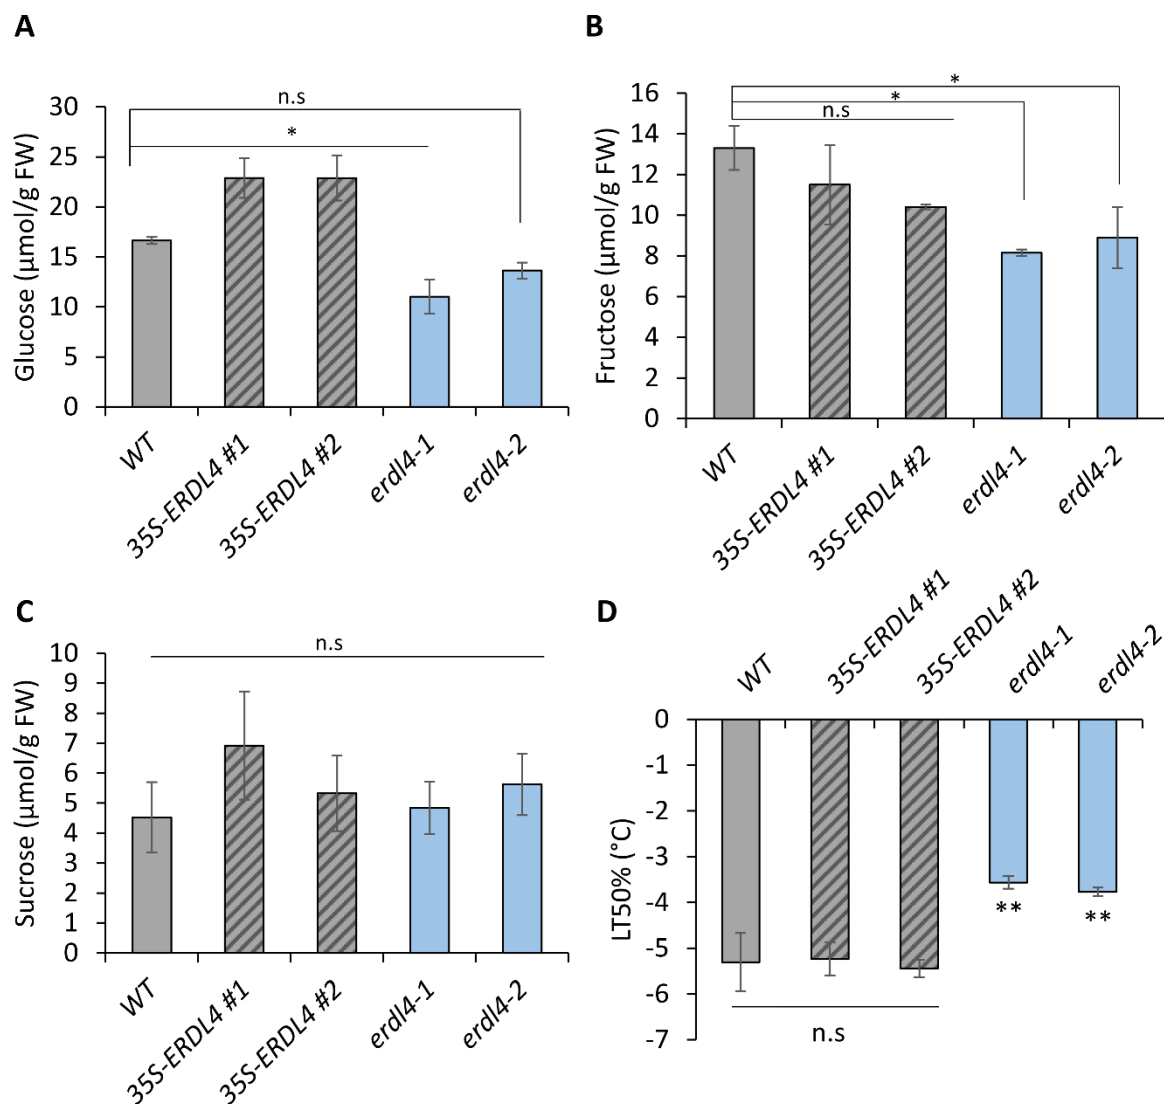 A
n.s
*
30
25
20
15
10
5
0
Glucose (µmol/g FW)
WT
35S-ERDL4 #1
35S-ERDL4 #2
erdl4-1
erdl4-2
B
*
*
n.s
16
14
12
10
8
6
4
2
0
Fructose (µmol/g FW)
WT
35S-ERDL4 #1
35S-ERDL4 #2
erdl4-1
erdl4-2
C
n.s
10
9
8
7
6
5
4
3
2
1
0
Sucrose (µmol/g FW)
WT
35S-ERDL4 #1
35S-ERDL4 #2
erdl4-1
erdl4-2
D
WT
35S-ERDL4 #1
35S-ERDL4 #2
erdl4-1
erdl4-2
0
-1
-2
-3
-4
-5
-6
-7
LT50% (°C)
**
**
n.s